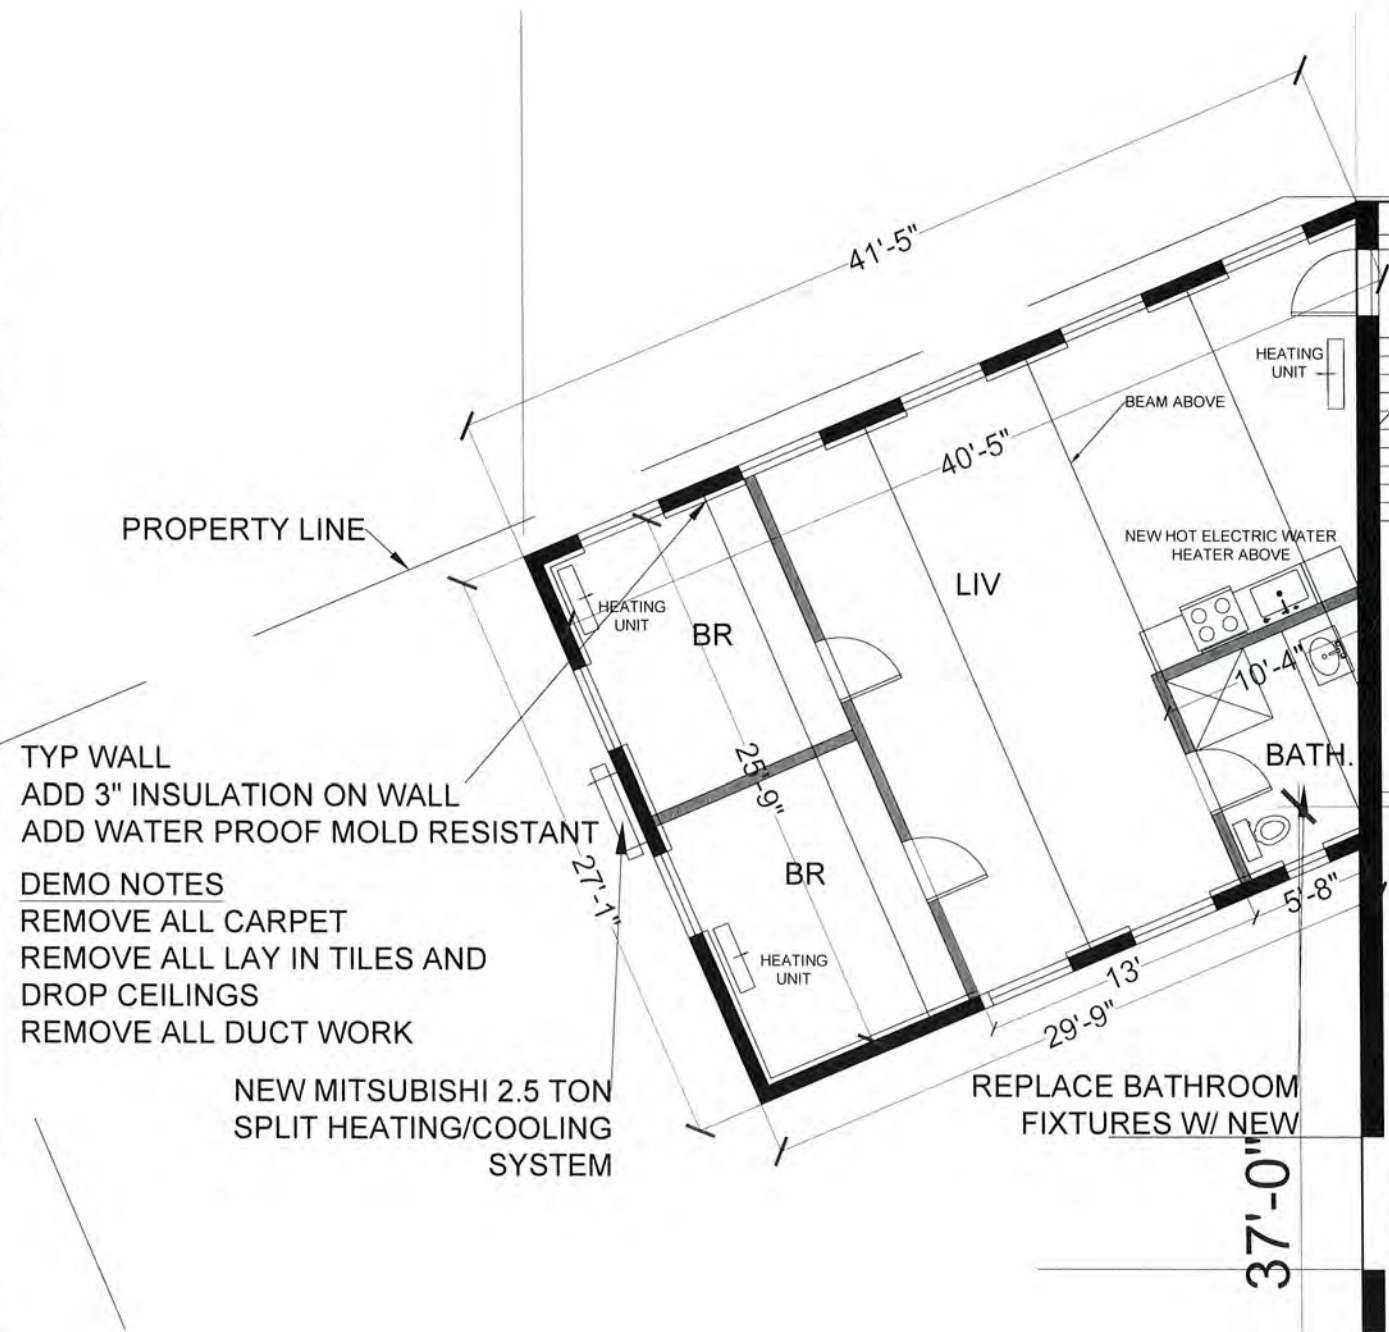 41'-5"
HEATING
UNIT
BEAM ABOVE
40'-5"
PROPERTY LINE
NEW HOT ELECTRIC WATER
HEATER ABOVE
LIV
HEATING
UNIT
BR
10'-4"
BATH.
TYP WALL
ADD 3" INSULATION ON WALL
ADD WATER PROOF MOLD RESISTANT
25'-9"
27'-1"
BR
5'-8"
DEMO NOTES
REMOVE ALL CARPET
REMOVE ALL LAY IN TILES AND
DROP CEILINGS
REMOVE ALL DUCT WORK
HEATING
UNIT
13'
29'-9"
NEW MITSUBISHI 2.5 TON
SPLIT HEATING/COOLING
SYSTEM
REPLACE BATHROOM
FIXTURES W/ NEW
37'-0"